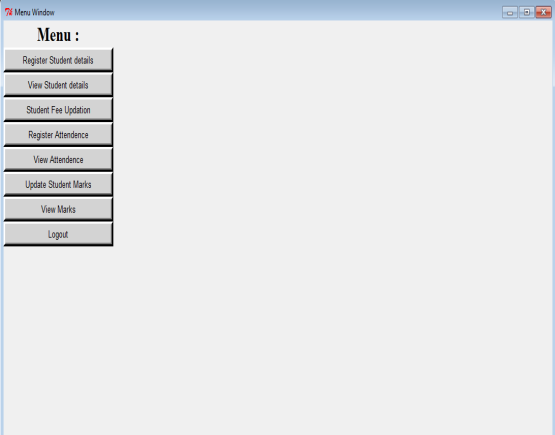 Menu Window
Menu :
Register Student details
View Student details
Student Fee Updation
Register Attendence
View Attendence
Update Student Marks
View Marks
Logout